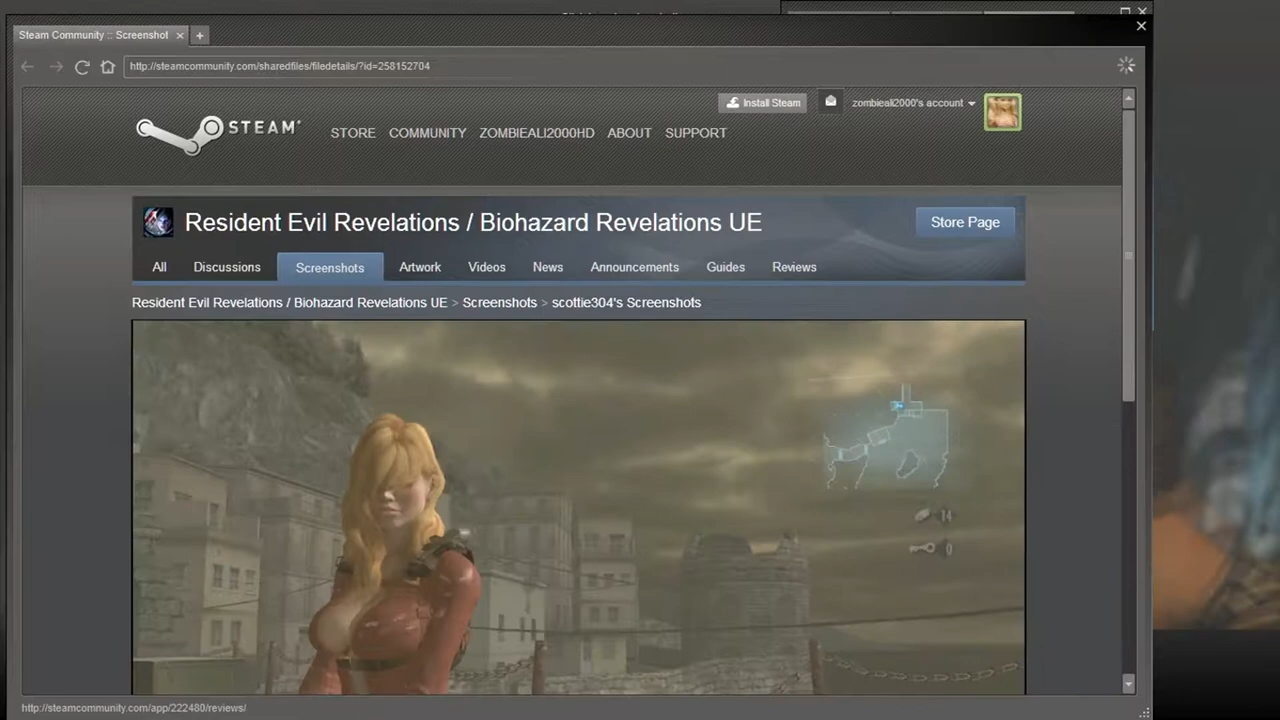 Steam Community :: Screenshot
http://steamcommunity.com/sharedfiles/filedetails/?id=258152704
Install Steam
zombieali2000's account
STEAM
STORE COMMUNITY ZOMBIEALI2000HD ABOUT SUPPORT
Resident Evil Revelations / Biohazard Revelations UE
Store Page
All Discussions Screenshots Artwork Videos News Announcements Guides Reviews
Resident Evil Revelations / Biohazard Revelations UE > Screenshots > scottie304's Screenshots
14
0
http://steamcommunity.com/app/222480/reviews/